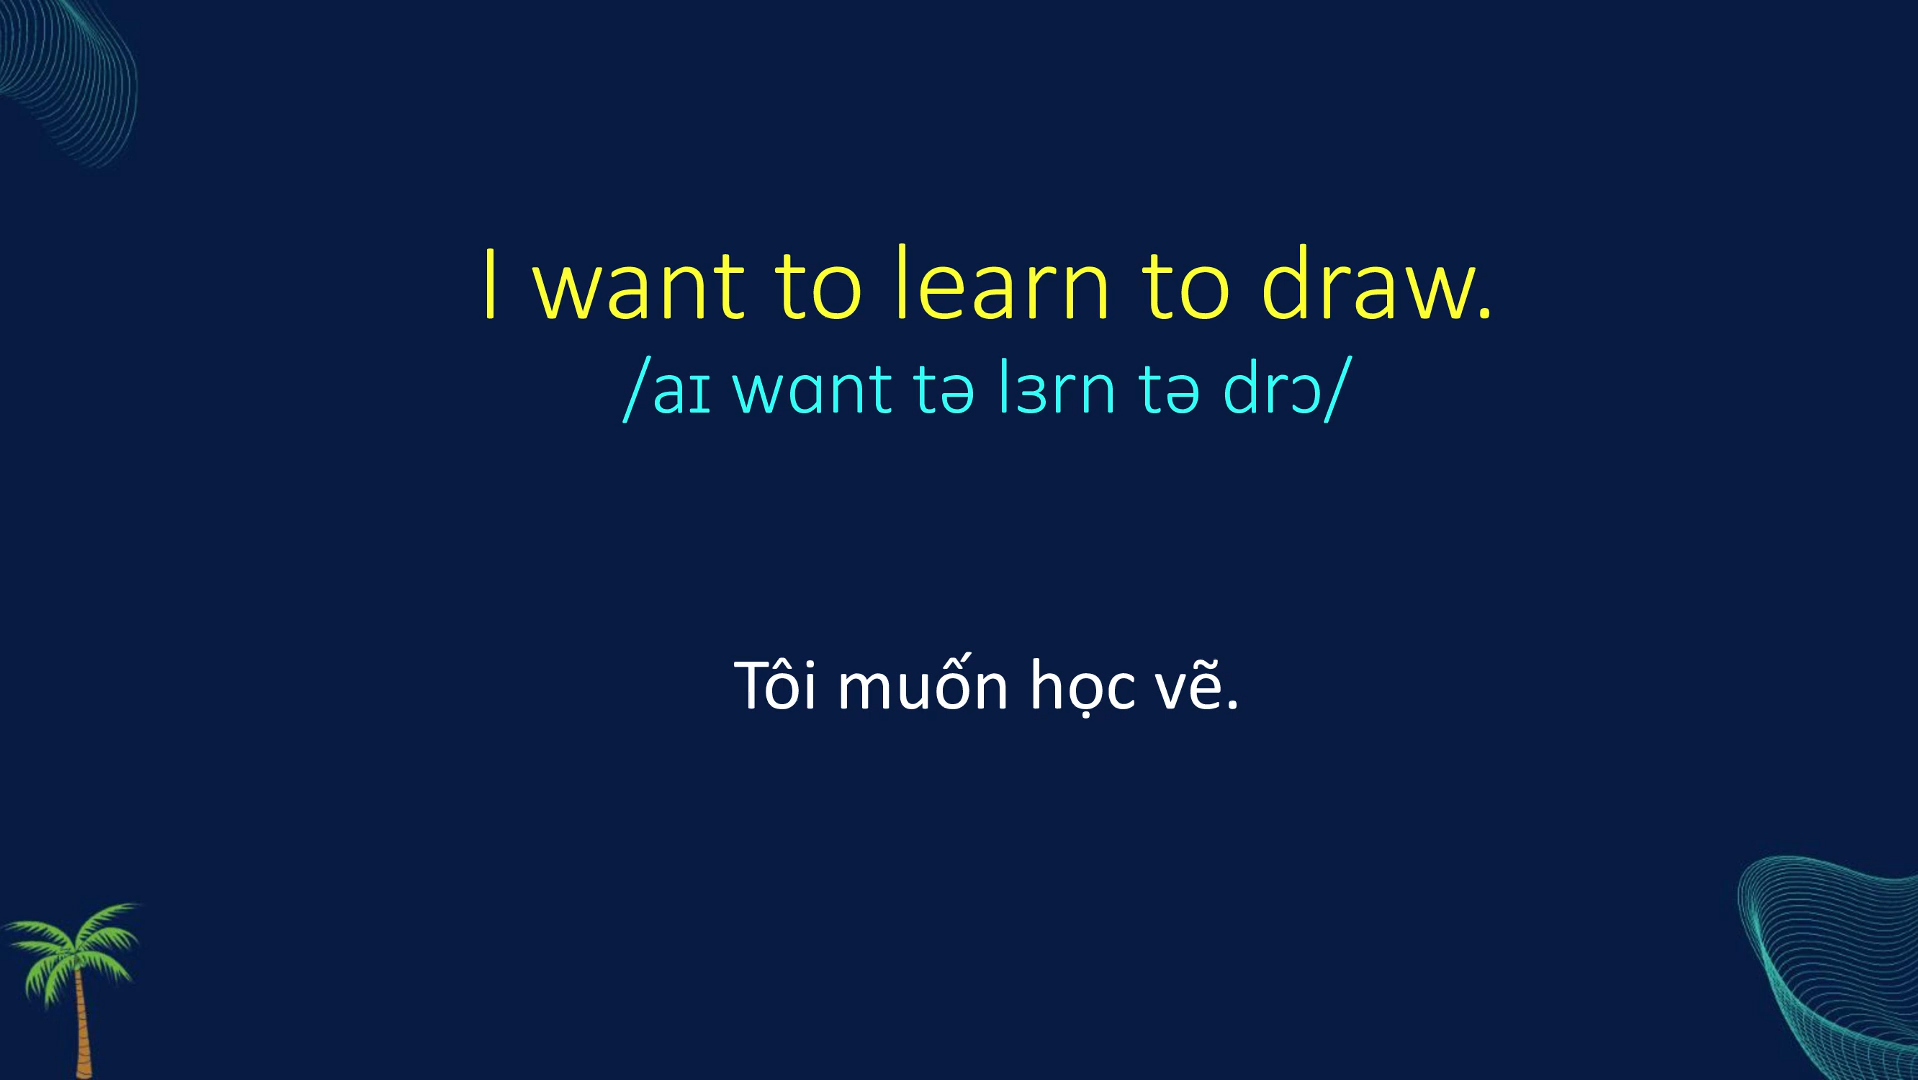 I want to learn to draw.
/aɪ wɑnt tə lɜrn tə drɔ/
Tôi muốn học vẽ.